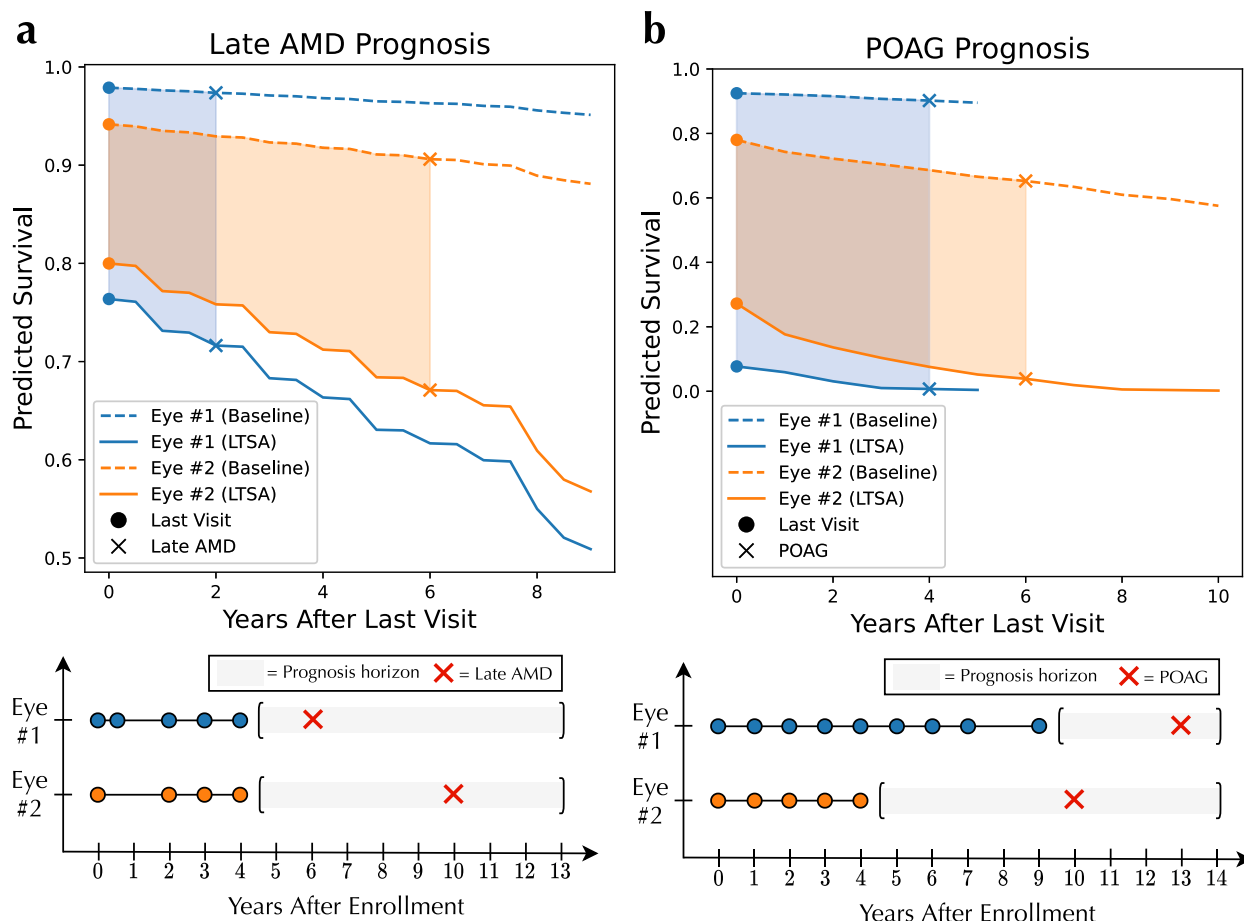 a
Late AMD Prognosis
1.0
0.9
0.8
0.7
0.6
0.5
Predicted Survival
Eye #1 (Baseline)
Eye #1 (LTSA)
Eye #2 (Baseline)
Eye #2 (LTSA)
Last Visit
Late AMD
0 2 4 6 8
Years After Last Visit
= Prognosis horizon = Late AMD
Eye
#1
Eye
#2
0 1 2 3 4 5 6 7 8 9 10 11 12 13
Years After Enrollment
b
POAG Prognosis
1.0
0.8
0.6
0.4
0.2
0.0
Predicted Survival
Eye #1 (Baseline)
Eye #1 (LTSA)
Eye #2 (Baseline)
Eye #2 (LTSA)
Last Visit
POAG
0 2 4 6 8 10
Years After Last Visit
= Prognosis horizon = POAG
Eye
#1
Eye
#2
0 1 2 3 4 5 6 7 8 9 10 11 12 13 14
Years After Enrollment